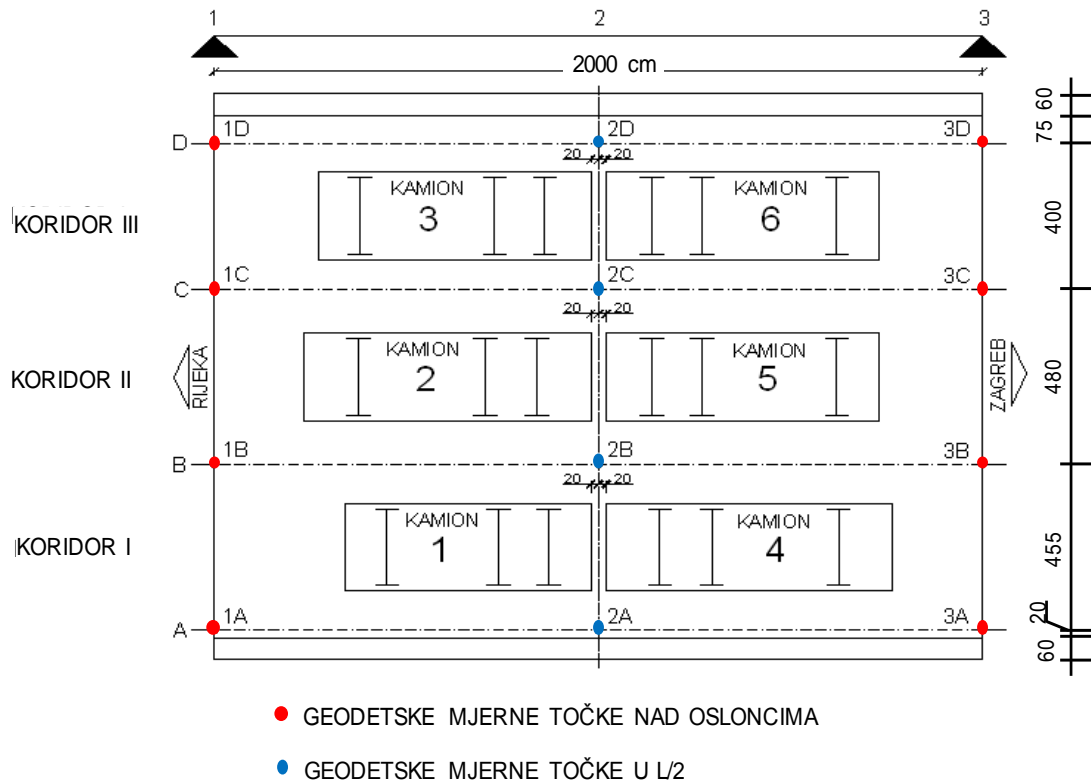 1 2 3
2000 cm
60
75
D 1D 2D 3D
20 20
KORIDOR III
KAMION
3
KAMION
6
400
C 1C 2C 3C
20 20
KORIDOR II
RIJEKA
KAMION
2
KAMION
5
ZAGREB
480
B 1B 2B 3B
20 20
KORIDOR I
KAMION
1
KAMION
4
455
A 1A 2A 3A
20
60
GEODETSKE MJERNE TOČKE NAD OSLONCIMA
GEODETSKE MJERNE TOČKE U L/2